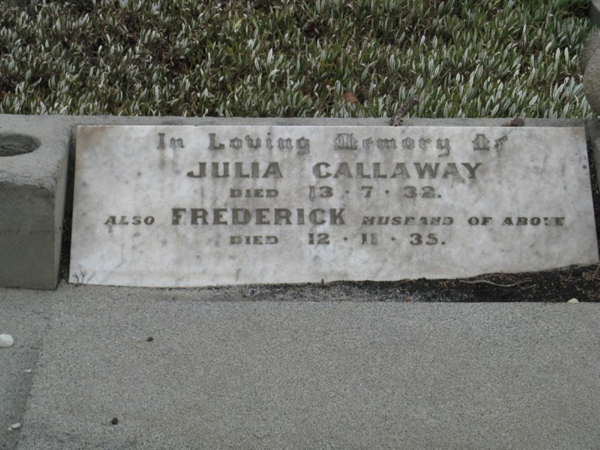 In Loving Memory Of
JULIA CALLAWAY
DIED 13·7·32.
ALSO FREDERICK HUSBAND OF ABOVE
DIED 12·11·35.